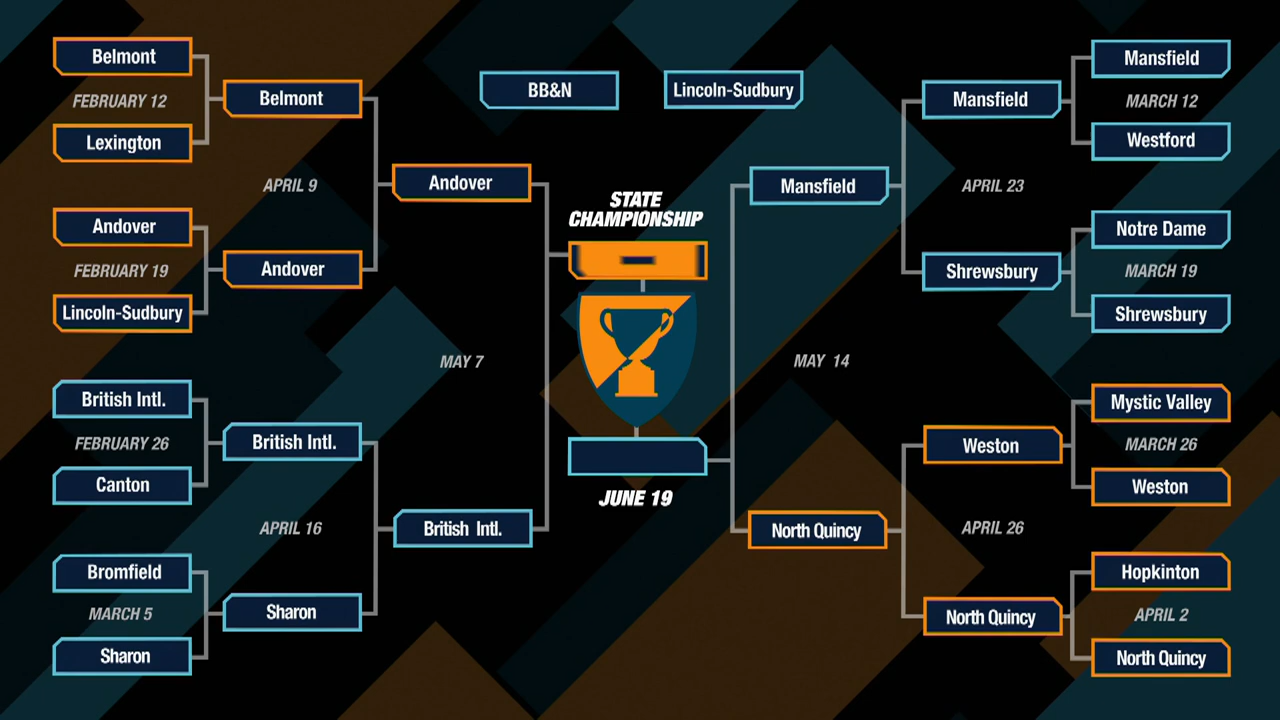 BB&N
Lincoln-Sudbury
Belmont
FEBRUARY 12
Lexington
Belmont
APRIL 9
Andover
FEBRUARY 19
Lincoln-Sudbury
Andover
Andover
MAY 7
British Intl.
FEBRUARY 26
Canton
British Intl.
APRIL 16
Bromfield
MARCH 5
Sharon
Sharon
British Intl.
STATE
CHAMPIONSHIP
JUNE 19
Mansfield
MAY 14
North Quincy
Mansfield
APRIL 23
Shrewsbury
Weston
APRIL 26
North Quincy
Mansfield
MARCH 12
Westford
Notre Dame
MARCH 19
Shrewsbury
Mystic Valley
MARCH 26
Weston
Hopkinton
APRIL 2
North Quincy